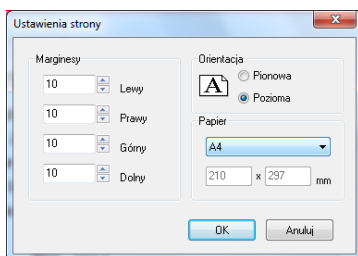 Ustawienia strony
Marginesy
10 Lewy
10 Prawy
10 Górny
10 Dolny
Orientacja
A
Pionowa
Pozioma
Papier
A4
210 x 297 mm
OK Anuluj